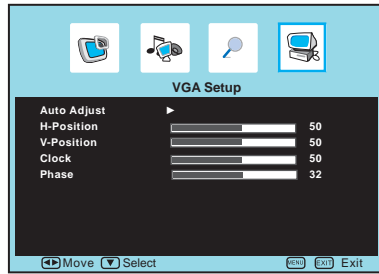 VGA Setup
Auto Adjust
H-Position 50
V-Position 50
Clock 50
Phase 32
Move Select MENU EXIT Exit